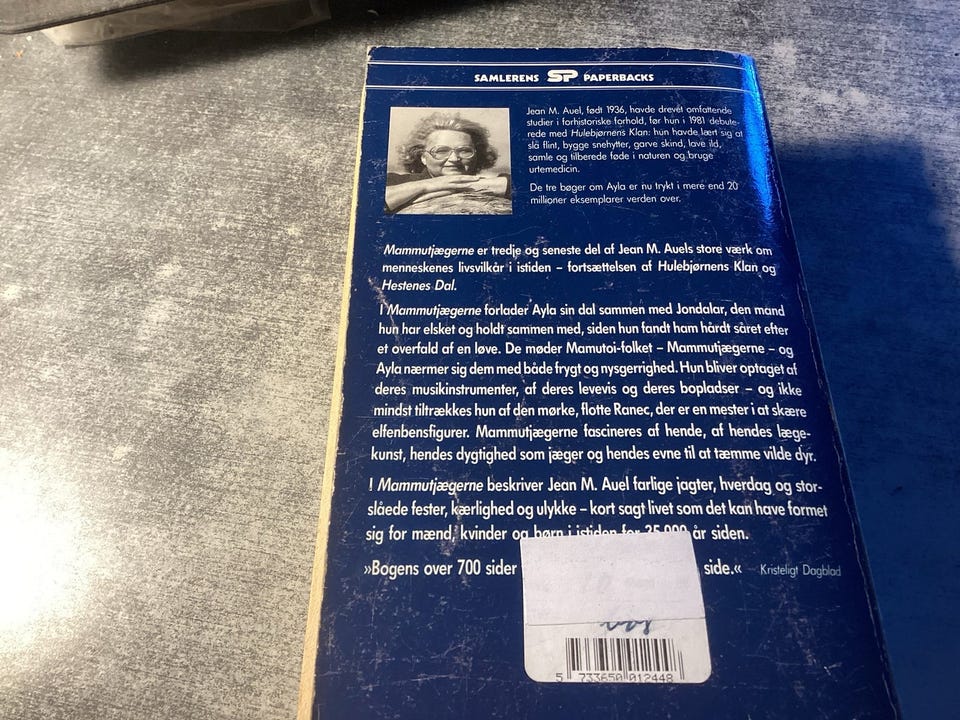 SAMLERENS SP PAPERBACKS
Jean M. Auel, født 1936, havde drevet omfattende
studier i forhistoriske forhold, før hun i 1981 debute-
rede med Hulebjørnens Klan: hun havde lært sig at
slå flint, bygge snehytter, garve skind, lave ild,
samle og tilberede føde i naturen og bruge
urtemedicin.
De tre bøger om Ayla er nu trykt i mere end 20
millioner eksemplarer verden over.
Mammutjægerne er tredje og seneste del af Jean M. Auels store værk om
menneskenes livsvilkår i istiden – fortsættelsen af Hulebjørnens Klan og
Hestenes Dal.
I Mammutjægerne forlader Ayla sin dal sammen med Jondalar, den mand
hun har elsket og holdt sammen med, siden hun fandt ham hårdt såret efter
et overfald af en løve. De møder Mamutoi-folket – Mammutjægerne – og
Ayla nærmer sig dem med både frygt og nysgerrighed. Hun bliver optaget af
deres musikinstrumenter, af deres levevis og deres bopladser – og ikke
mindst tiltrækkes hun af den mørke, flotte Ranec, der er en mester i at skære
elfenbensfigurer. Mammutjægerne fascineres af hende, af hendes læge-
kunst, hendes dygtighed som jæger og hendes evne til at tæmme vilde dyr.
I Mammutjægerne beskriver Jean M. Auel farlige jagter, hverdag og stor-
slåede fester, kærlighed og ulykke – kort sagt livet som det kan have formet
sig for mænd, kvinder og børn i istiden for 35.000 år siden.
»Bogens over 700 sider side.« Kristeligt Dagblad
5 733650 012448